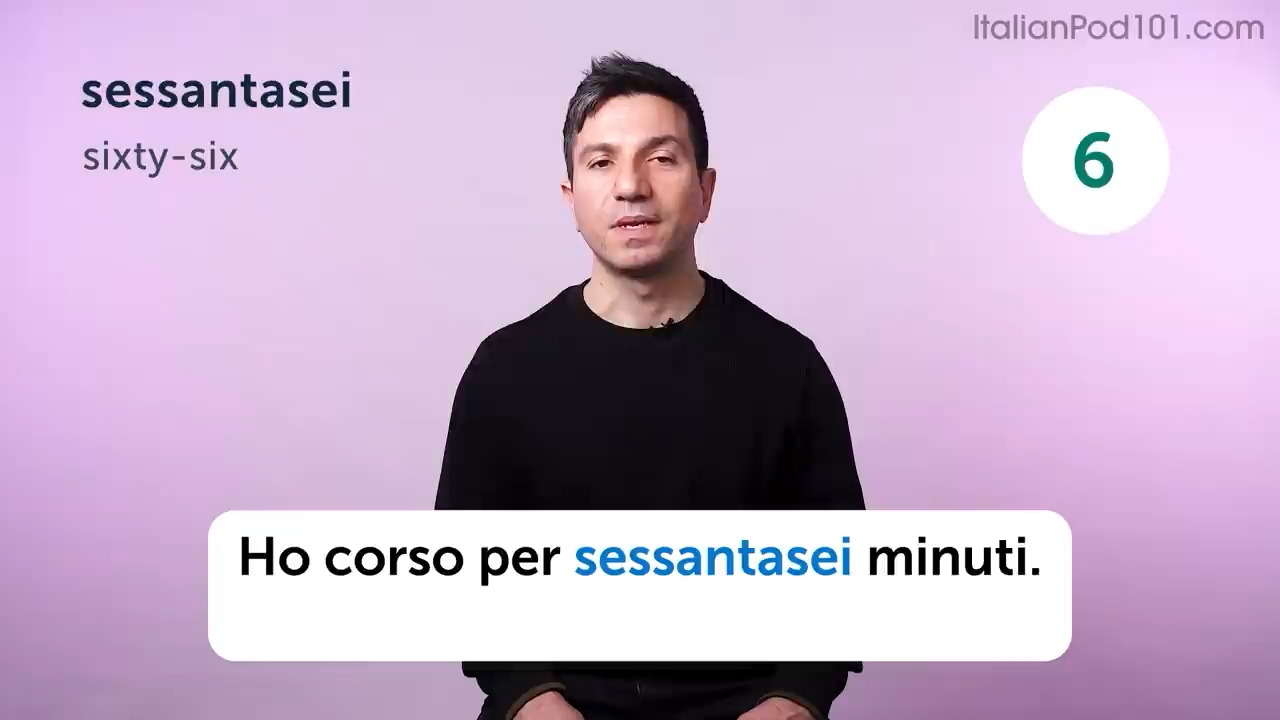 ItalianPod101.com
sessantasei
sixty-six
6
Ho corso per sessantasei minuti.